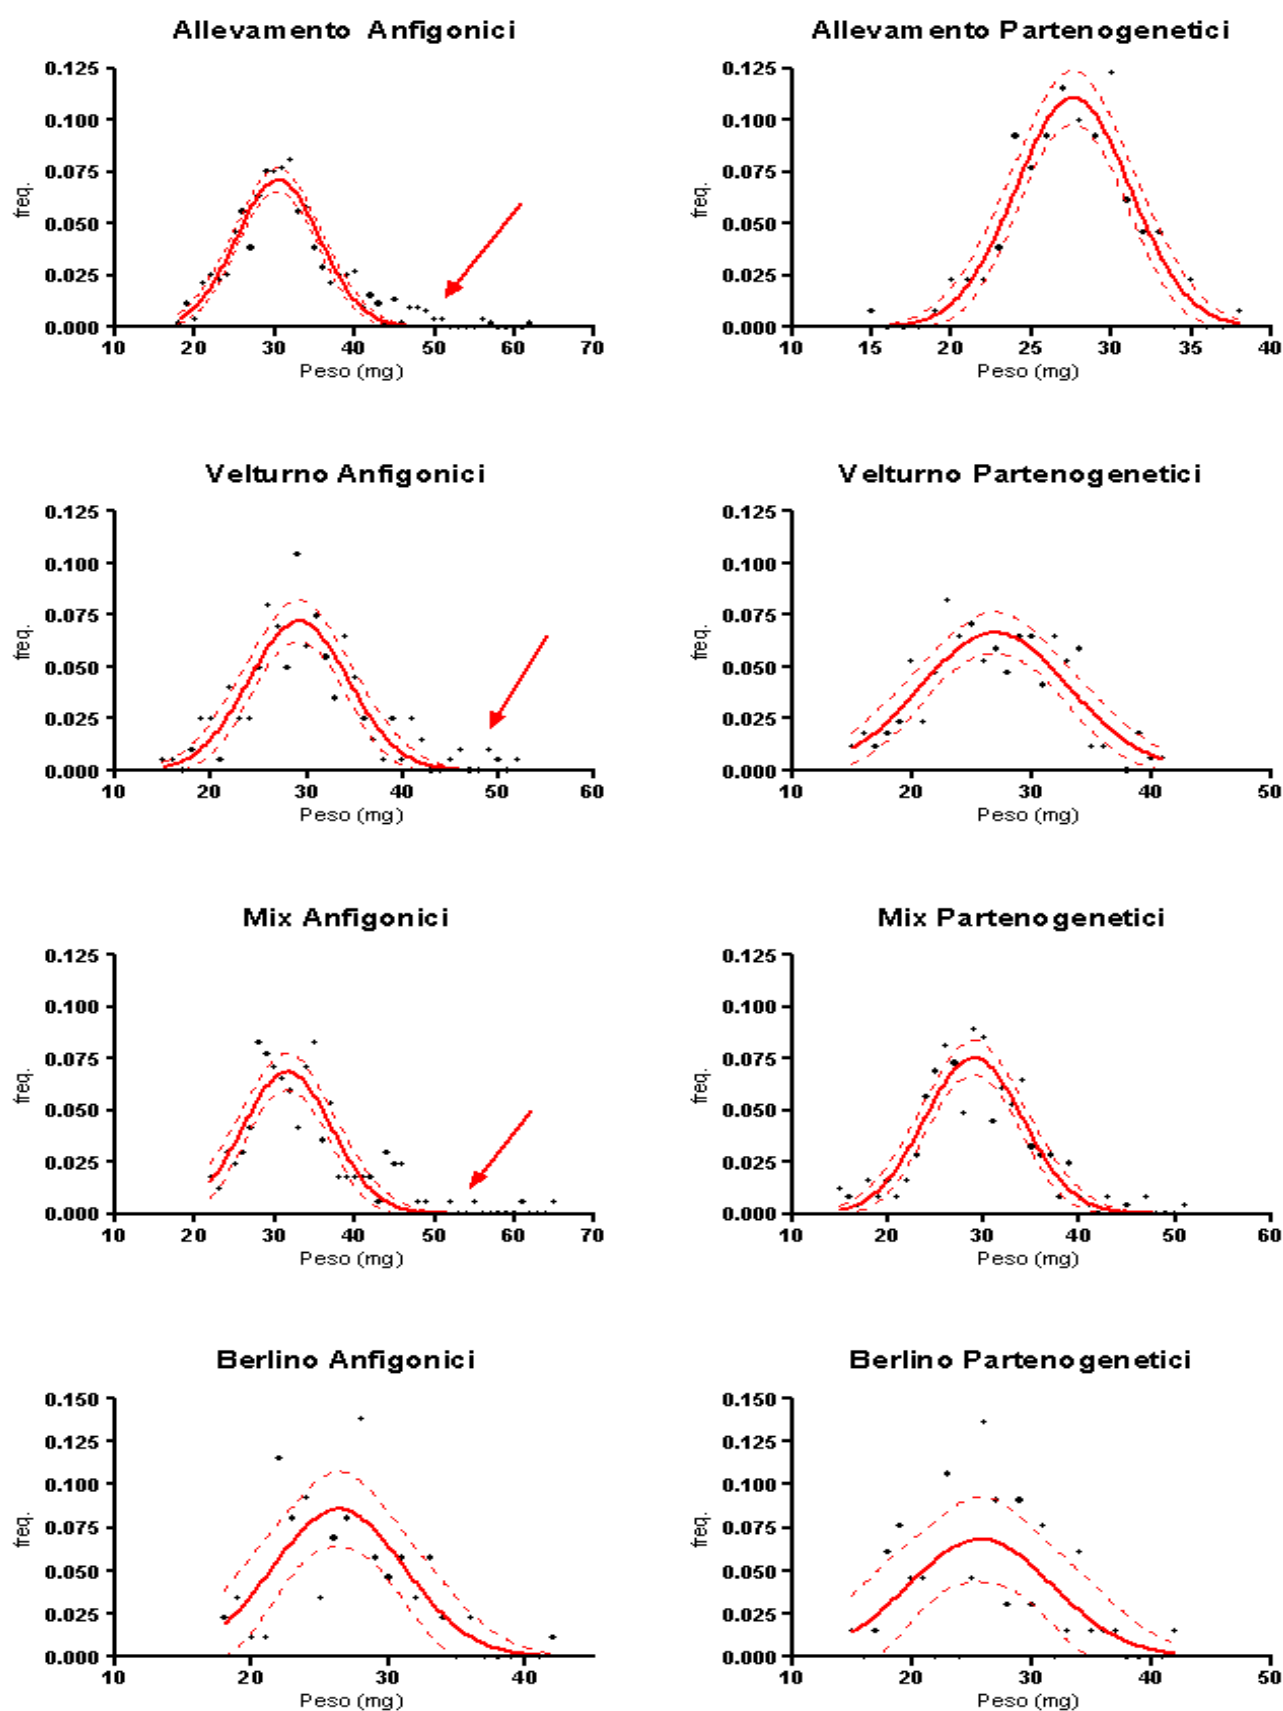 Allevamento Anfigonici
0.125
0.100
0.075
0.050
0.025
0.000
freq.
10 20 30 40 50 60 70
Peso (mg)
Allevamento Partenogenetici
0.125
0.100
0.075
0.050
0.025
0.000
freq.
10 15 20 25 30 35 40
Peso (mg)
Velturno Anfigonici
0.125
0.100
0.075
0.050
0.025
0.000
freq.
10 20 30 40 50 60
Peso (mg)
Velturno Partenogenetici
0.125
0.100
0.075
0.050
0.025
0.000
freq.
10 20 30 40 50
Peso (mg)
Mix Anfigonici
0.125
0.100
0.075
0.050
0.025
0.000
freq.
10 20 30 40 50 60 70
Peso (mg)
Mix Partenogenetici
0.125
0.100
0.075
0.050
0.025
0.000
freq.
10 20 30 40 50 60
Peso (mg)
Berlino Anfigonici
0.150
0.125
0.100
0.075
0.050
0.025
0.000
freq.
10 20 30 40
Peso (mg)
Berlino Partenogenetici
0.150
0.125
0.100
0.075
0.050
0.025
0.000
freq.
10 20 30 40 50
Peso (mg)